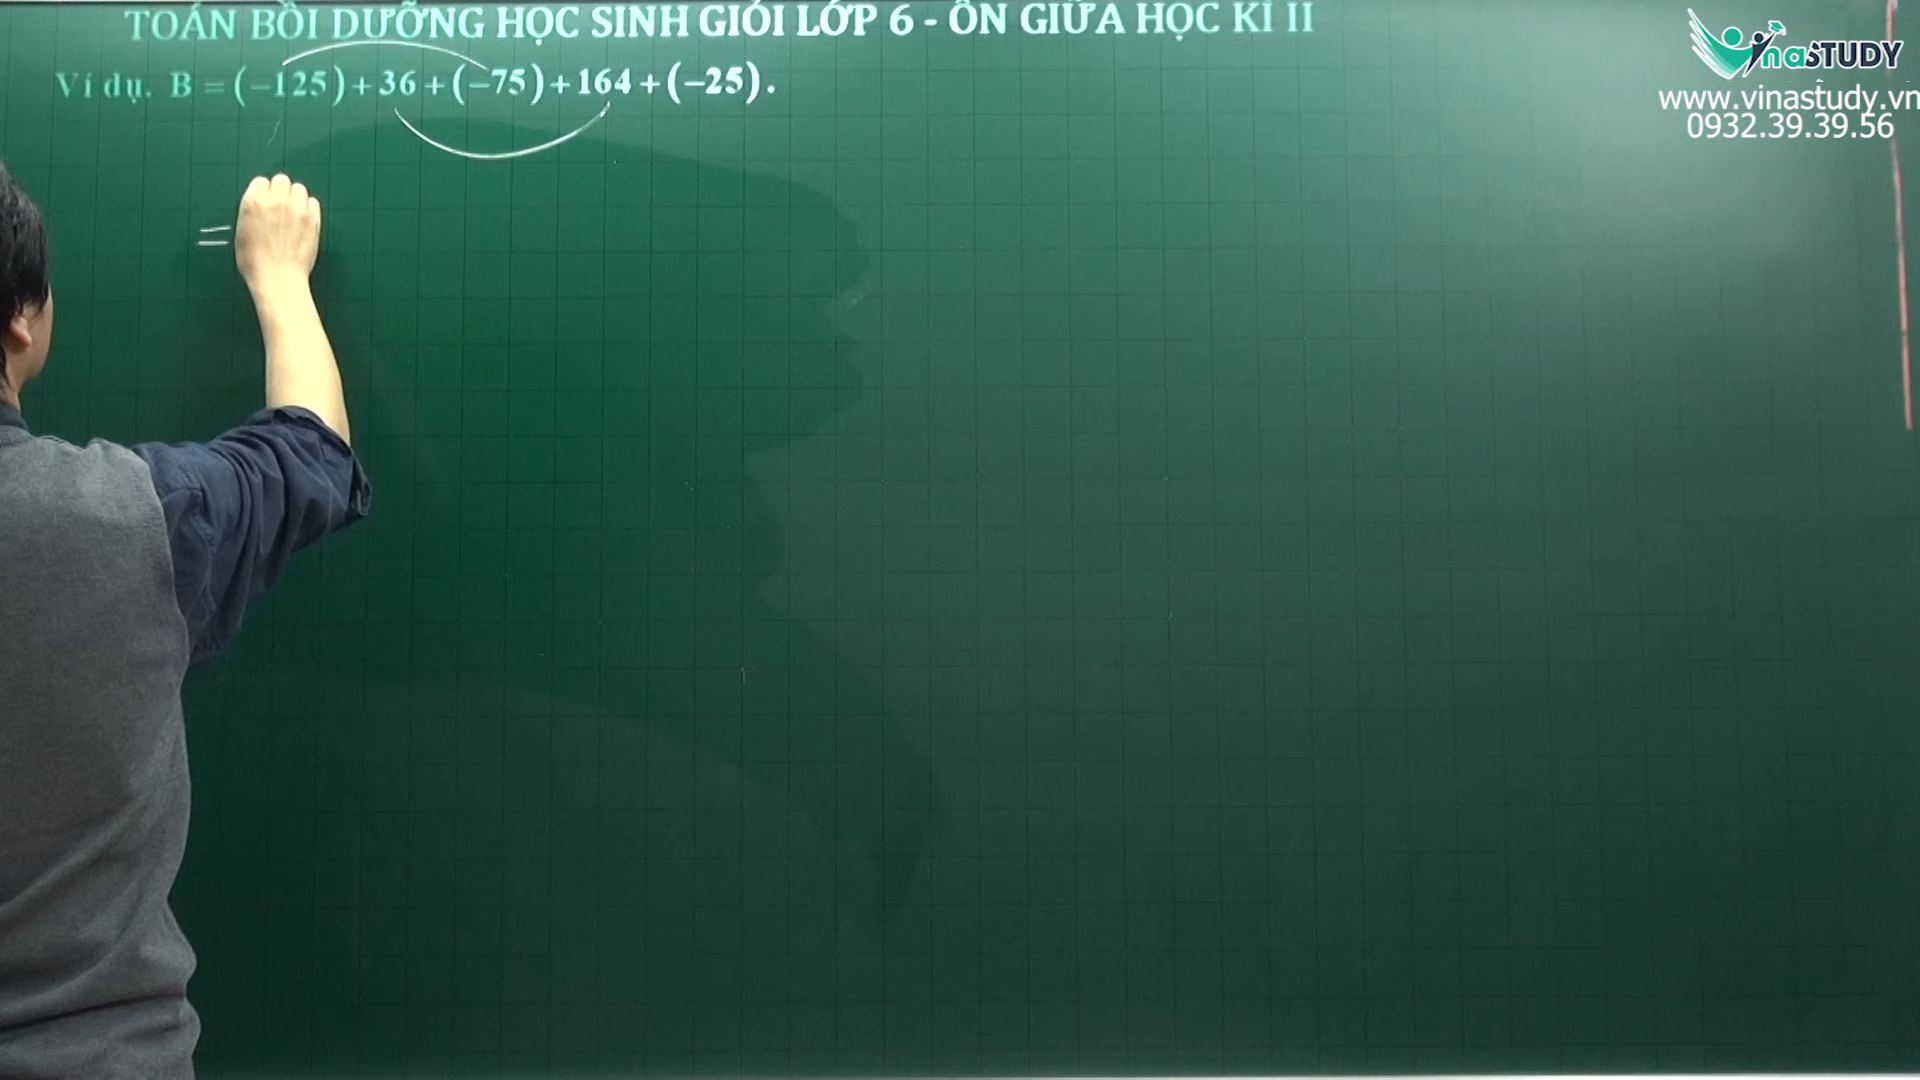 TOÁN BỒI DƯỠNG HỌC SINH GIỎI LỚP 6 - ÔN GIỮA HỌC KÌ II
Ví dụ. B = (−125) + 36 + (−75) + 164 + (−25).
=
VinaSTUDY
www.vinastudy.vn
0932.39.39.56